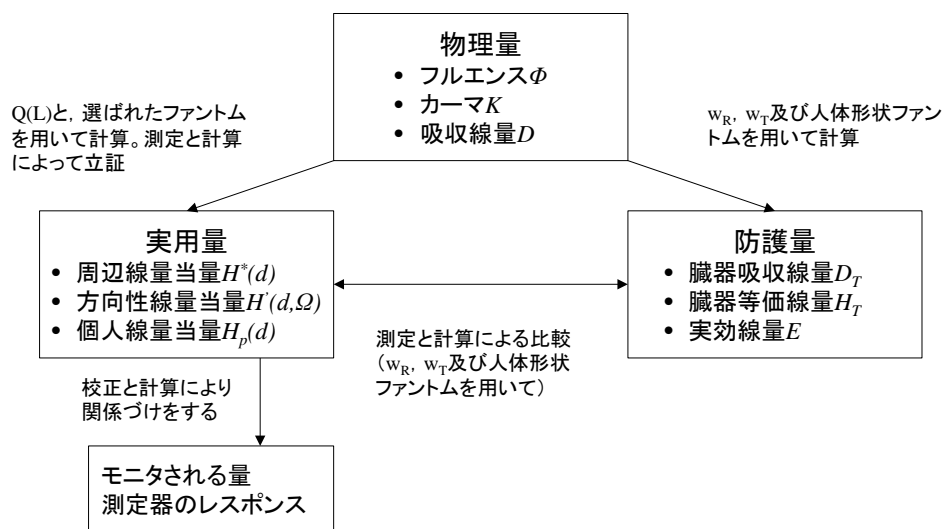 物理量
• フルエンスΦ
• カーマK
• 吸収線量D
Q(L)と，選ばれたファントム
を用いて計算。測定と計算
によって立証
wR，wT及び人体形状ファン
トムを用いて計算
実用量
• 周辺線量当量H*(d)
• 方向性線量当量H'(d,Ω)
• 個人線量当量Hp(d)
防護量
• 臓器吸収線量DT
• 臓器等価線量HT
• 実効線量E
測定と計算による比較
（wR，wT及び人体形状
ファントムを用いて）
校正と計算により
関係づけをする
モニタされる量
測定器のレスポンス